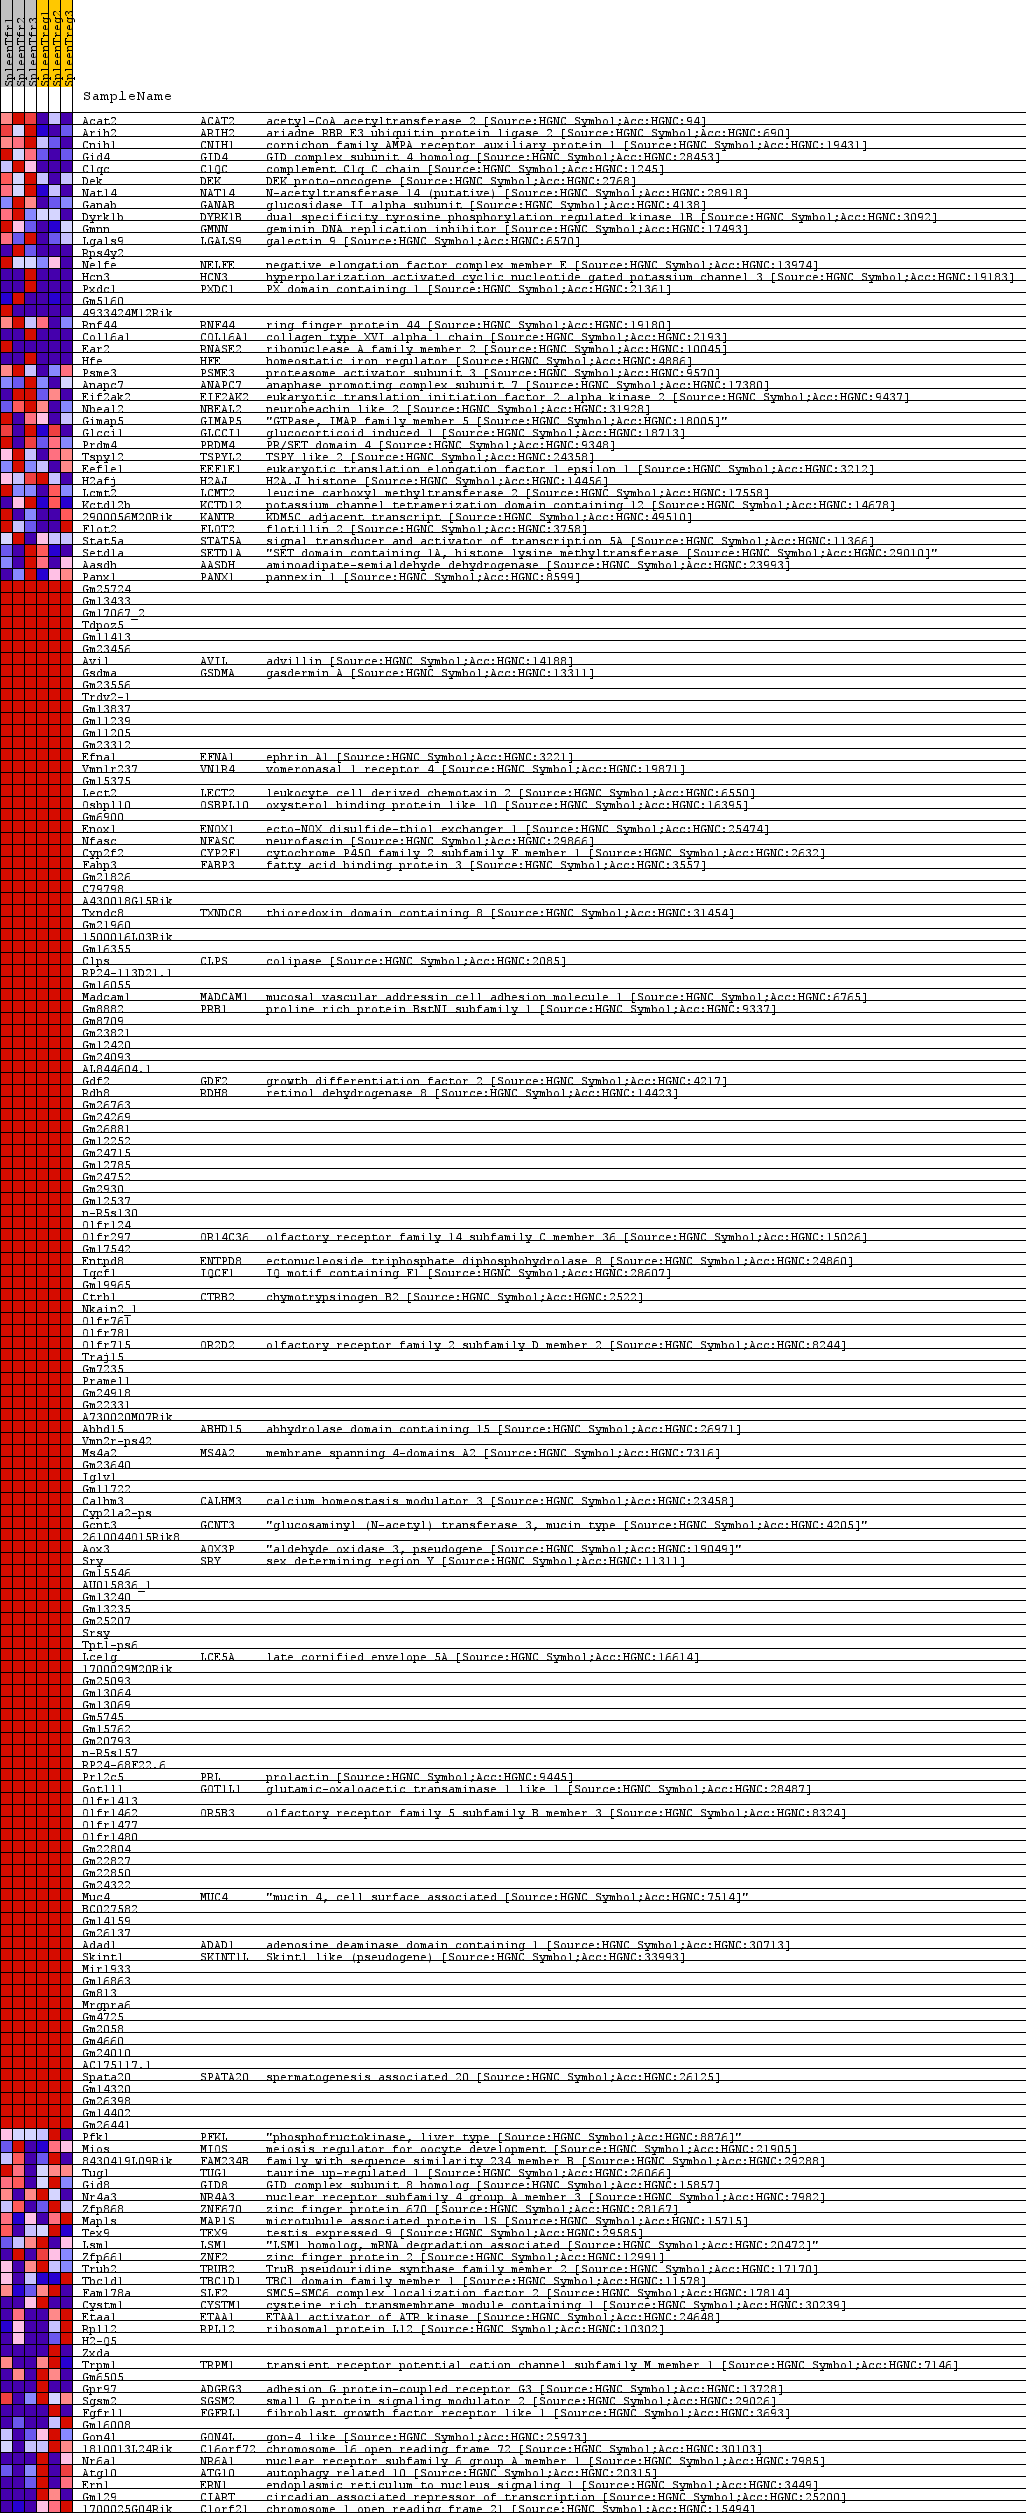 SpleenTfr1
SpleenTfr2
SpleenTfr3
SpleenTreg1
SpleenTreg2
SpleenTreg3
SampleName
Acat2 ACAT2 acetyl-CoA acetyltransferase 2 [Source:HGNC Symbol;Acc:HGNC:94]
Arih2 ARIH2 ariadne RBR E3 ubiquitin protein ligase 2 [Source:HGNC Symbol;Acc:HGNC:690]
Cnih1 CNIH1 cornichon family AMPA receptor auxiliary protein 1 [Source:HGNC Symbol;Acc:HGNC:19431]
Gid4 GID4 GID complex subunit 4 homolog [Source:HGNC Symbol;Acc:HGNC:28453]
C1qc C1QC complement C1q C chain [Source:HGNC Symbol;Acc:HGNC:1245]
Dek DEK DEK proto-oncogene [Source:HGNC Symbol;Acc:HGNC:2768]
Nat14 NAT14 N-acetyltransferase 14 (putative) [Source:HGNC Symbol;Acc:HGNC:28918]
Ganab GANAB glucosidase II alpha subunit [Source:HGNC Symbol;Acc:HGNC:4138]
Dyrk1b DYRK1B dual specificity tyrosine phosphorylation regulated kinase 1B [Source:HGNC Symbol;Acc:HGNC:3092]
Gmnn GMNN geminin DNA replication inhibitor [Source:HGNC Symbol;Acc:HGNC:17493]
Lgals9 LGALS9 galectin 9 [Source:HGNC Symbol;Acc:HGNC:6570]
Rps4y2
Nelfe NELFE negative elongation factor complex member E [Source:HGNC Symbol;Acc:HGNC:13974]
Hcn3 HCN3 hyperpolarization activated cyclic nucleotide gated potassium channel 3 [Source:HGNC Symbol;Acc:HGNC:19183]
Pxdc1 PXDC1 PX domain containing 1 [Source:HGNC Symbol;Acc:HGNC:21361]
Gm5160
4933424M12Rik
Rnf44 RNF44 ring finger protein 44 [Source:HGNC Symbol;Acc:HGNC:19180]
Col16a1 COL16A1 collagen type XVI alpha 1 chain [Source:HGNC Symbol;Acc:HGNC:2193]
Ear2 RNASE2 ribonuclease A family member 2 [Source:HGNC Symbol;Acc:HGNC:10045]
Hfe HFE homeostatic iron regulator [Source:HGNC Symbol;Acc:HGNC:4886]
Psme3 PSME3 proteasome activator subunit 3 [Source:HGNC Symbol;Acc:HGNC:9570]
Anapc7 ANAPC7 anaphase promoting complex subunit 7 [Source:HGNC Symbol;Acc:HGNC:17380]
Eif2ak2 EIF2AK2 eukaryotic translation initiation factor 2 alpha kinase 2 [Source:HGNC Symbol;Acc:HGNC:9437]
Nbeal2 NBEAL2 neurobeachin like 2 [Source:HGNC Symbol;Acc:HGNC:31928]
Gimap5 GIMAP5 "GTPase, IMAP family member 5 [Source:HGNC Symbol;Acc:HGNC:18005]"
Glcci1 GLCCI1 glucocorticoid induced 1 [Source:HGNC Symbol;Acc:HGNC:18713]
Prdm4 PRDM4 PR/SET domain 4 [Source:HGNC Symbol;Acc:HGNC:9348]
Tspyl2 TSPYL2 TSPY like 2 [Source:HGNC Symbol;Acc:HGNC:24358]
Eef1e1 EEF1E1 eukaryotic translation elongation factor 1 epsilon 1 [Source:HGNC Symbol;Acc:HGNC:3212]
H2afj H2AJ H2A.J histone [Source:HGNC Symbol;Acc:HGNC:14456]
Lcmt2 LCMT2 leucine carboxyl methyltransferase 2 [Source:HGNC Symbol;Acc:HGNC:17558]
Kctd12b KCTD12 potassium channel tetramerization domain containing 12 [Source:HGNC Symbol;Acc:HGNC:14678]
2900056M20Rik KANTR KDM5C adjacent transcript [Source:HGNC Symbol;Acc:HGNC:49510]
Flot2 FLOT2 flotillin 2 [Source:HGNC Symbol;Acc:HGNC:3758]
Stat5a STAT5A signal transducer and activator of transcription 5A [Source:HGNC Symbol;Acc:HGNC:11366]
Setd1a SETD1A "SET domain containing 1A, histone lysine methyltransferase [Source:HGNC Symbol;Acc:HGNC:29010]"
Aasdh AASDH aminoadipate-semialdehyde dehydrogenase [Source:HGNC Symbol;Acc:HGNC:23993]
Panx1 PANX1 pannexin 1 [Source:HGNC Symbol;Acc:HGNC:8599]
Gm25724
Gm13433
Gm17067_2
Tdpoz5
Gm11413
Gm23456
Avil AVIL advillin [Source:HGNC Symbol;Acc:HGNC:14188]
Gsdma GSDMA gasdermin A [Source:HGNC Symbol;Acc:HGNC:13311]
Gm23556
Trdv2-1
Gm13837
Gm11239
Gm11205
Gm23312
Efna1 EFNA1 ephrin A1 [Source:HGNC Symbol;Acc:HGNC:3221]
Vmn1r237 VN1R4 vomeronasal 1 receptor 4 [Source:HGNC Symbol;Acc:HGNC:19871]
Gm15375
Lect2 LECT2 leukocyte cell derived chemotaxin 2 [Source:HGNC Symbol;Acc:HGNC:6550]
Osbpl10 OSBPL10 oxysterol binding protein like 10 [Source:HGNC Symbol;Acc:HGNC:16395]
Gm6900
Enox1 ENOX1 ecto-NOX disulfide-thiol exchanger 1 [Source:HGNC Symbol;Acc:HGNC:25474]
Nfasc NFASC neurofascin [Source:HGNC Symbol;Acc:HGNC:29866]
Cyp2f2 CYP2F1 cytochrome P450 family 2 subfamily F member 1 [Source:HGNC Symbol;Acc:HGNC:2632]
Fabp3 FABP3 fatty acid binding protein 3 [Source:HGNC Symbol;Acc:HGNC:3557]
Gm21826
C79798
A430018G15Rik
Txndc8 TXNDC8 thioredoxin domain containing 8 [Source:HGNC Symbol;Acc:HGNC:31454]
Gm21960
1500016L03Rik
Gm16355
Clps CLPS colipase [Source:HGNC Symbol;Acc:HGNC:2085]
RP24-113D21.1
Gm16055
Madcam1 MADCAM1 mucosal vascular addressin cell adhesion molecule 1 [Source:HGNC Symbol;Acc:HGNC:6765]
Gm8882 PRB1 proline rich protein BstNI subfamily 1 [Source:HGNC Symbol;Acc:HGNC:9337]
Gm8709
Gm23821
Gm12420
Gm24093
AL844604.1
Gdf2 GDF2 growth differentiation factor 2 [Source:HGNC Symbol;Acc:HGNC:4217]
Rdh8 RDH8 retinol dehydrogenase 8 [Source:HGNC Symbol;Acc:HGNC:14423]
Gm26763
Gm24269
Gm26881
Gm12252
Gm24715
Gm12785
Gm24752
Gm2930
Gm12537
n-R5s130
Olfr124
Olfr297 OR14C36 olfactory receptor family 14 subfamily C member 36 [Source:HGNC Symbol;Acc:HGNC:15026]
Gm17542
Entpd8 ENTPD8 ectonucleoside triphosphate diphosphohydrolase 8 [Source:HGNC Symbol;Acc:HGNC:24860]
Iqcf1 IQCF1 IQ motif containing F1 [Source:HGNC Symbol;Acc:HGNC:28607]
Gm19965
Ctrb1 CTRB2 chymotrypsinogen B2 [Source:HGNC Symbol;Acc:HGNC:2522]
Nkain2_1
Olfr761
Olfr781
Olfr715 OR2D2 olfactory receptor family 2 subfamily D member 2 [Source:HGNC Symbol;Acc:HGNC:8244]
Traj15
Gm7235
Pramel1
Gm24918
Gm22331
A730020M07Rik
Abhd15 ABHD15 abhydrolase domain containing 15 [Source:HGNC Symbol;Acc:HGNC:26971]
Vmn2r-ps42
Ms4a2 MS4A2 membrane spanning 4-domains A2 [Source:HGNC Symbol;Acc:HGNC:7316]
Gm23640
Iglv1
Gm11722
Calhm3 CALHM3 calcium homeostasis modulator 3 [Source:HGNC Symbol;Acc:HGNC:23458]
Cyp21a2-ps
Gcnt3 GCNT3 "glucosaminyl (N-acetyl) transferase 3, mucin type [Source:HGNC Symbol;Acc:HGNC:4205]"
2610044O15Rik8
Aox3 AOX3P "aldehyde oxidase 3, pseudogene [Source:HGNC Symbol;Acc:HGNC:19049]"
Sry SRY sex determining region Y [Source:HGNC Symbol;Acc:HGNC:11311]
Gm15546
AU015836_1
Gm13240
Gm13235
Gm25207
Srsy
Tpt1-ps6
Lce1g LCE5A late cornified envelope 5A [Source:HGNC Symbol;Acc:HGNC:16614]
1700029M20Rik
Gm25093
Gm13064
Gm13069
Gm5745
Gm15762
Gm20793
n-R5s157
RP24-68F22.6
Prl2c5 PRL prolactin [Source:HGNC Symbol;Acc:HGNC:9445]
Got1l1 GOT1L1 glutamic-oxaloacetic transaminase 1 like 1 [Source:HGNC Symbol;Acc:HGNC:28487]
Olfr1413
Olfr1462 OR5B3 olfactory receptor family 5 subfamily B member 3 [Source:HGNC Symbol;Acc:HGNC:8324]
Olfr1477
Olfr1480
Gm22804
Gm22827
Gm22850
Gm24322
Muc4 MUC4 "mucin 4, cell surface associated [Source:HGNC Symbol;Acc:HGNC:7514]"
BC027582
Gm14159
Gm26137
Adad1 ADAD1 adenosine deaminase domain containing 1 [Source:HGNC Symbol;Acc:HGNC:30713]
Skint1 SKINT1L Skint1 like (pseudogene) [Source:HGNC Symbol;Acc:HGNC:33993]
Mir1933
Gm16863
Gm813
Mrgpra6
Gm4725
Gm2058
Gm4660
Gm24010
AC175117.1
Spata20 SPATA20 spermatogenesis associated 20 [Source:HGNC Symbol;Acc:HGNC:26125]
Gm14320
Gm26398
Gm14402
Gm26441
Pfkl PFKL "phosphofructokinase, liver type [Source:HGNC Symbol;Acc:HGNC:8876]"
Mios MIOS meiosis regulator for oocyte development [Source:HGNC Symbol;Acc:HGNC:21905]
8430419L09Rik FAM234B family with sequence similarity 234 member B [Source:HGNC Symbol;Acc:HGNC:29288]
Tug1 TUG1 taurine up-regulated 1 [Source:HGNC Symbol;Acc:HGNC:26066]
Gid8 GID8 GID complex subunit 8 homolog [Source:HGNC Symbol;Acc:HGNC:15857]
Nr4a3 NR4A3 nuclear receptor subfamily 4 group A member 3 [Source:HGNC Symbol;Acc:HGNC:7982]
Zfp868 ZNF670 zinc finger protein 670 [Source:HGNC Symbol;Acc:HGNC:28167]
Map1s MAP1S microtubule associated protein 1S [Source:HGNC Symbol;Acc:HGNC:15715]
Tex9 TEX9 testis expressed 9 [Source:HGNC Symbol;Acc:HGNC:29585]
Lsm1 LSM1 "LSM1 homolog, mRNA degradation associated [Source:HGNC Symbol;Acc:HGNC:20472]"
Zfp661 ZNF2 zinc finger protein 2 [Source:HGNC Symbol;Acc:HGNC:12991]
Trub2 TRUB2 TruB pseudouridine synthase family member 2 [Source:HGNC Symbol;Acc:HGNC:17170]
Tbc1d1 TBC1D1 TBC1 domain family member 1 [Source:HGNC Symbol;Acc:HGNC:11578]
Fam178a SLF2 SMC5-SMC6 complex localization factor 2 [Source:HGNC Symbol;Acc:HGNC:17814]
Cystm1 CYSTM1 cysteine rich transmembrane module containing 1 [Source:HGNC Symbol;Acc:HGNC:30239]
Etaa1 ETAA1 ETAA1 activator of ATR kinase [Source:HGNC Symbol;Acc:HGNC:24648]
Rpl12 RPL12 ribosomal protein L12 [Source:HGNC Symbol;Acc:HGNC:10302]
H2-Q5
Zxda
Trpm1 TRPM1 transient receptor potential cation channel subfamily M member 1 [Source:HGNC Symbol;Acc:HGNC:7146]
Gm6505
Gpr97 ADGRG3 adhesion G protein-coupled receptor G3 [Source:HGNC Symbol;Acc:HGNC:13728]
Sgsm2 SGSM2 small G protein signaling modulator 2 [Source:HGNC Symbol;Acc:HGNC:29026]
Fgfrl1 FGFRL1 fibroblast growth factor receptor like 1 [Source:HGNC Symbol;Acc:HGNC:3693]
Gm16008
Gon4l GON4L gon-4 like [Source:HGNC Symbol;Acc:HGNC:25973]
1810013L24Rik C16orf72 chromosome 16 open reading frame 72 [Source:HGNC Symbol;Acc:HGNC:30103]
Nr6a1 NR6A1 nuclear receptor subfamily 6 group A member 1 [Source:HGNC Symbol;Acc:HGNC:7985]
Atg10 ATG10 autophagy related 10 [Source:HGNC Symbol;Acc:HGNC:20315]
Ern1 ERN1 endoplasmic reticulum to nucleus signaling 1 [Source:HGNC Symbol;Acc:HGNC:3449]
Gm129 CIART circadian associated repressor of transcription [Source:HGNC Symbol;Acc:HGNC:25200]
1700025G04Rik C1orf21 chromosome 1 open reading frame 21 [Source:HGNC Symbol;Acc:HGNC:15494]